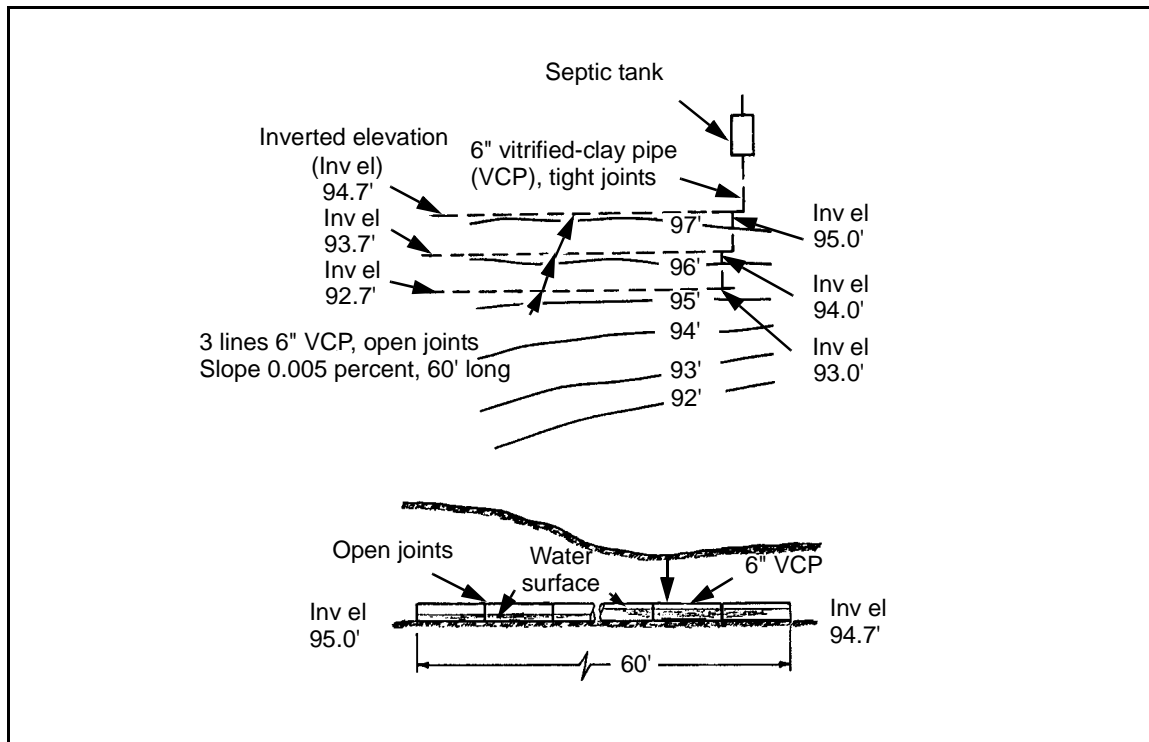 Septic tank
Inverted elevation
(Inv el)
94.7'
6" vitrified-clay pipe
(VCP), tight joints
Inv el
93.7'
Inv el
92.7'
97'
96'
95'
94'
93'
92'
Inv el
95.0'
Inv el
94.0'
Inv el
93.0'
3 lines 6" VCP, open joints
Slope 0.005 percent, 60' long
Open joints
Water
surface
6" VCP
Inv el
95.0'
Inv el
94.7'
60'